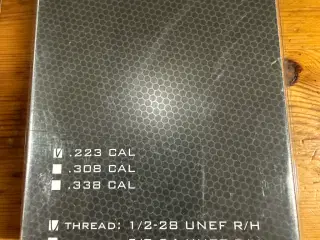 .223 CAL
.308 CAL
.338 CAL
THREAD: 1/2-28 UNEF R/H